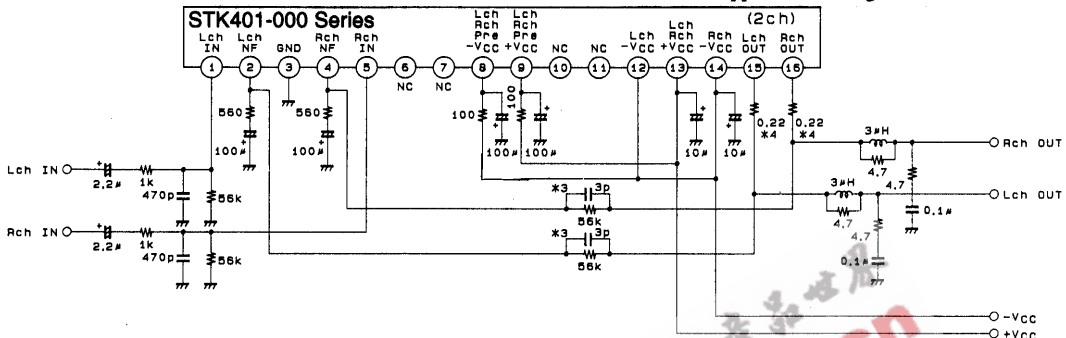 STK401-000 Series
(2ch)
Lch IN
Lch NF
GND
Rch NF
Rch IN
Lch Rch Pre -VCC
Lch Rch Pre +VCC
NC
NC
Lch -VCC
Lch Rch +VCC
Rch -VCC
Lch OUT
Rch OUT
1
2
3
4
5
6
7
8
9
10
11
12
13
14
15
16
NC
NC
560
560
100
100
100µ
100µ
100µ
100µ
10µ
10µ
0.22 *4
0.22 *4
3µH
4.7
Rch OUT
4.7
3µH
4.7
Lch OUT
4.7
0.1µ
0.1µ
Lch IN
2.2µ
1k
470p
56k
*3
3p
56k
Rch IN
2.2µ
1k
470p
56k
*3
3p
56k
-VCC
+VCC